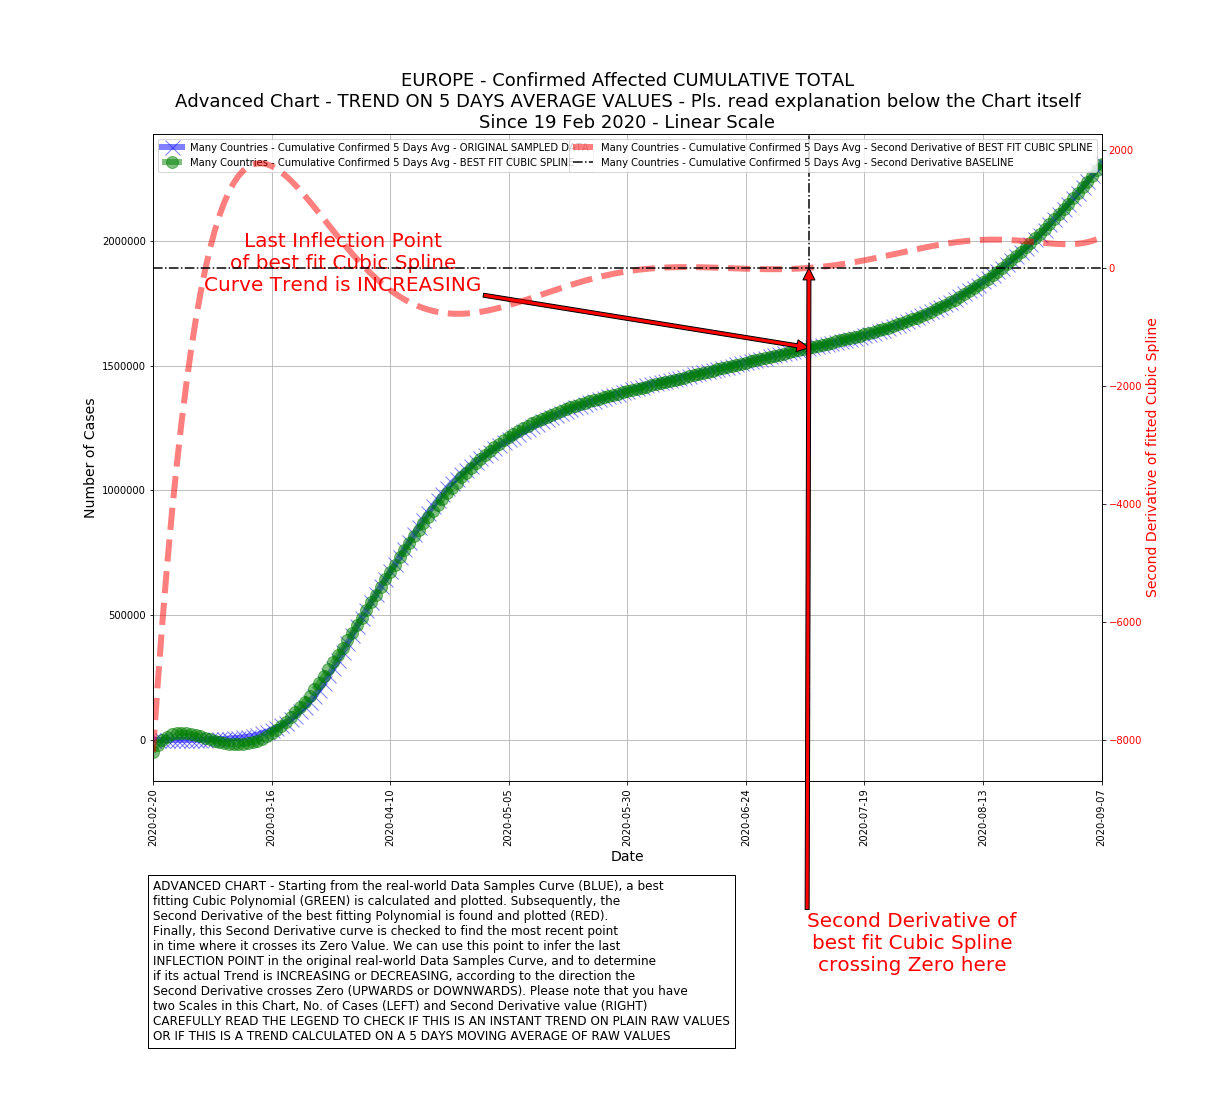 EUROPE - Confirmed Affected CUMULATIVE TOTAL
Advanced Chart - TREND ON 5 DAYS AVERAGE VALUES - Pls. read explanation below the Chart itself
Since 19 Feb 2020 - Linear Scale
Many Countries - Cumulative Confirmed 5 Days Avg - ORIGINAL SAMPLED DATA
Many Countries - Cumulative Confirmed 5 Days Avg - BEST FIT CUBIC SPLINE
Many Countries - Cumulative Confirmed 5 Days Avg - Second Derivative of BEST FIT CUBIC SPLINE
Many Countries - Cumulative Confirmed 5 Days Avg - Second Derivative BASELINE
Last Inflection Point
of best fit Cubic Spline
Curve Trend is INCREASING
Number of Cases
2000000
1500000
1000000
500000
0
2000
0
−2000
−4000
−6000
−8000
Second Derivative of fitted Cubic Spline
2020-02-20
2020-03-16
2020-04-10
2020-05-05
2020-05-30
2020-06-24
2020-07-19
2020-08-13
2020-09-07
Date
ADVANCED CHART - Starting from the real-world Data Samples Curve (BLUE), a best
fitting Cubic Polynomial (GREEN) is calculated and plotted. Subsequently, the
Second Derivative of the best fitting Polynomial is found and plotted (RED).
Finally, this Second Derivative curve is checked to find the most recent point
in time where it crosses its Zero Value. We can use this point to infer the last
INFLECTION POINT in the original real-world Data Samples Curve, and to determine
if its actual Trend is INCREASING or DECREASING, according to the direction the
Second Derivative crosses Zero (UPWARDS or DOWNWARDS). Please note that you have
two Scales in this Chart, No. of Cases (LEFT) and Second Derivative value (RIGHT)
CAREFULLY READ THE LEGEND TO CHECK IF THIS IS AN INSTANT TREND ON PLAIN RAW VALUES
OR IF THIS IS A TREND CALCULATED ON A 5 DAYS MOVING AVERAGE OF RAW VALUES
Second Derivative of
best fit Cubic Spline
crossing Zero here